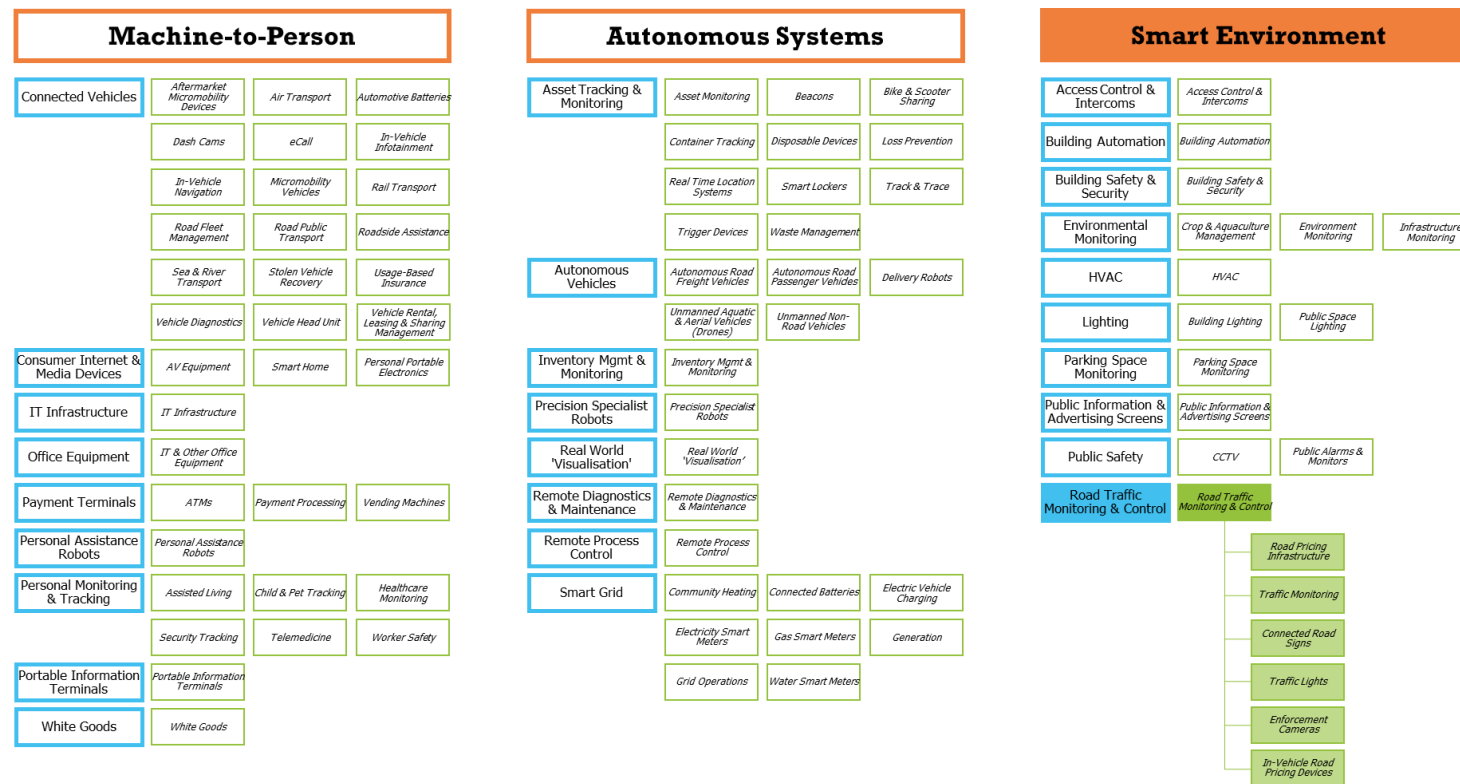 Machine-to-Person
Connected Vehicles
Aftermarket
Micromobility
Devices
Air Transport
Automotive Batteries
Dash Cams
eCall
In-Vehicle
Infotainment
In-Vehicle
Navigation
Micromobility
Vehicles
Rail Transport
Road Fleet
Management
Road Public
Transport
Roadside Assistance
Sea & River
Transport
Stolen Vehicle
Recovery
Usage-Based
Insurance
Vehicle Diagnostics
Vehicle Head Unit
Vehicle Rental,
Leasing & Sharing
Management
Consumer Internet &
Media Devices
AV Equipment
Smart Home
Personal Portable
Electronics
IT Infrastructure
IT Infrastructure
Office Equipment
IT & Other Office
Equipment
Payment Terminals
ATMs
Payment Processing
Vending Machines
Personal Assistance
Robots
Personal Assistance
Robots
Personal Monitoring
& Tracking
Assisted Living
Child & Pet Tracking
Healthcare
Monitoring
Security Tracking
Telemedicine
Worker Safety
Portable Information
Terminals
Portable Information
Terminals
White Goods
White Goods
Autonomous Systems
Asset Tracking &
Monitoring
Asset Monitoring
Beacons
Bike & Scooter
Sharing
Container Tracking
Disposable Devices
Loss Prevention
Real Time Location
Systems
Smart Lockers
Track & Trace
Trigger Devices
Waste Management
Autonomous
Vehicles
Autonomous Road
Freight Vehicles
Autonomous Road
Passenger Vehicles
Delivery Robots
Unmanned Aquatic
& Aerial Vehicles
(Drones)
Unmanned Non-
Road Vehicles
Inventory Mgmt &
Monitoring
Inventory Mgmt &
Monitoring
Precision Specialist
Robots
Precision Specialist
Robots
Real World
'Visualisation'
Real World
'Visualisation'
Remote Diagnostics
& Maintenance
Remote Diagnostics
& Maintenance
Remote Process
Control
Remote Process
Control
Smart Grid
Community Heating
Connected Batteries
Electric Vehicle
Charging
Electricity Smart
Meters
Gas Smart Meters
Generation
Grid Operations
Water Smart Meters
Smart Environment
Access Control &
Intercoms
Access Control &
Intercoms
Building Automation
Building Automation
Building Safety &
Security
Building Safety &
Security
Environmental
Monitoring
Crop & Aquaculture
Management
Environment
Monitoring
Infrastructure
Monitoring
HVAC
HVAC
Lighting
Building Lighting
Public Space
Lighting
Parking Space
Monitoring
Parking Space
Monitoring
Public Information &
Advertising Screens
Public Information &
Advertising Screens
Public Safety
CCTV
Public Alarms &
Monitors
Road Traffic
Monitoring & Control
Road Traffic
Monitoring & Control
Road Pricing
Infrastructure
Traffic Monitoring
Connected Road
Signs
Traffic Lights
Enforcement
Cameras
In-Vehicle Road
Pricing Devices